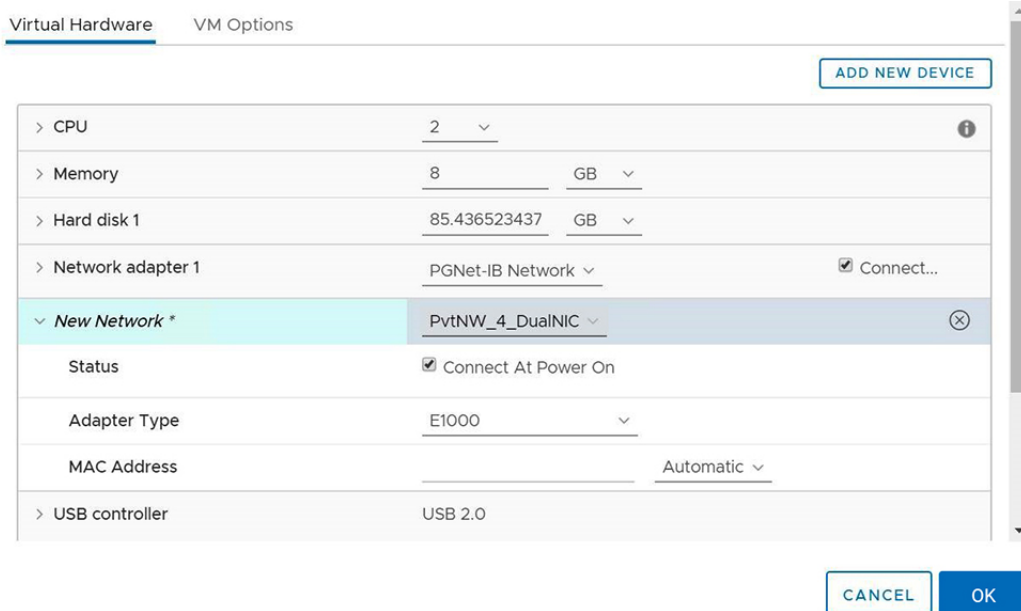 Virtual Hardware VM Options
ADD NEW DEVICE
CPU 2
Memory 8 GB
Hard disk 1 85.436523437 GB
Network adapter 1 PGNet-IB Network Connect...
New Network * PvtNW_4_DualNIC
Status Connect At Power On
Adapter Type E1000
MAC Address Automatic
USB controller USB 2.0
CANCEL OK